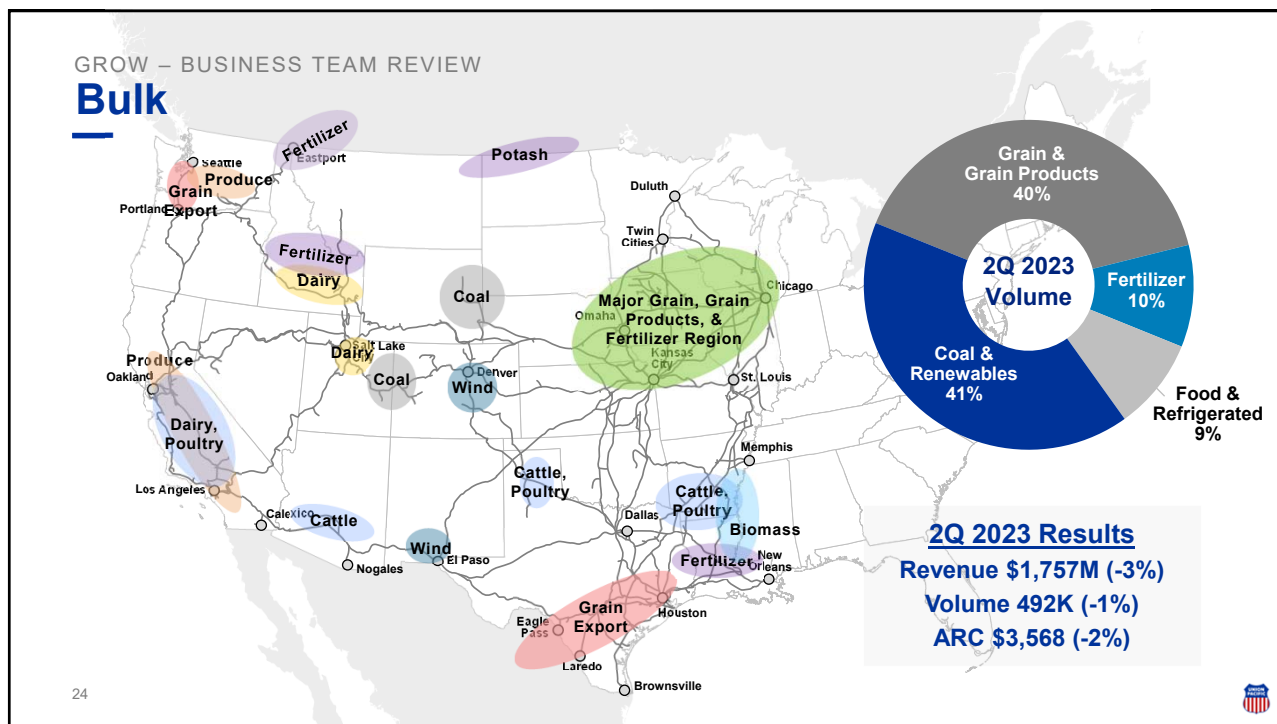 GROW – BUSINESS TEAM REVIEW
Bulk
Fertilizer
Eastport
Potash
Seattle
Produce
Grain
Export
Portland
Duluth
Twin
Cities
Fertilizer
Dairy
Coal
Major Grain, Grain
Products, &
Fertilizer Region
Omaha
Chicago
Kansas
City
Salt Lake
City
Dairy
Coal
Denver
Wind
St. Louis
Produce
Oakland
Dairy,
Poultry
Memphis
Los Angeles
Calexico
Cattle
Cattle,
Poultry
Cattle,
Poultry
Dallas
Biomass
Wind
El Paso
Nogales
Fertilizer
New
Orleans
Grain
Export
Houston
Eagle
Pass
Laredo
Brownsville
Grain &
Grain Products
40%
2Q 2023
Volume
Fertilizer
10%
Coal &
Renewables
41%
Food &
Refrigerated
9%
2Q 2023 Results
Revenue $1,757M (-3%)
Volume 492K (-1%)
ARC $3,568 (-2%)
24
UNION
PACIFIC